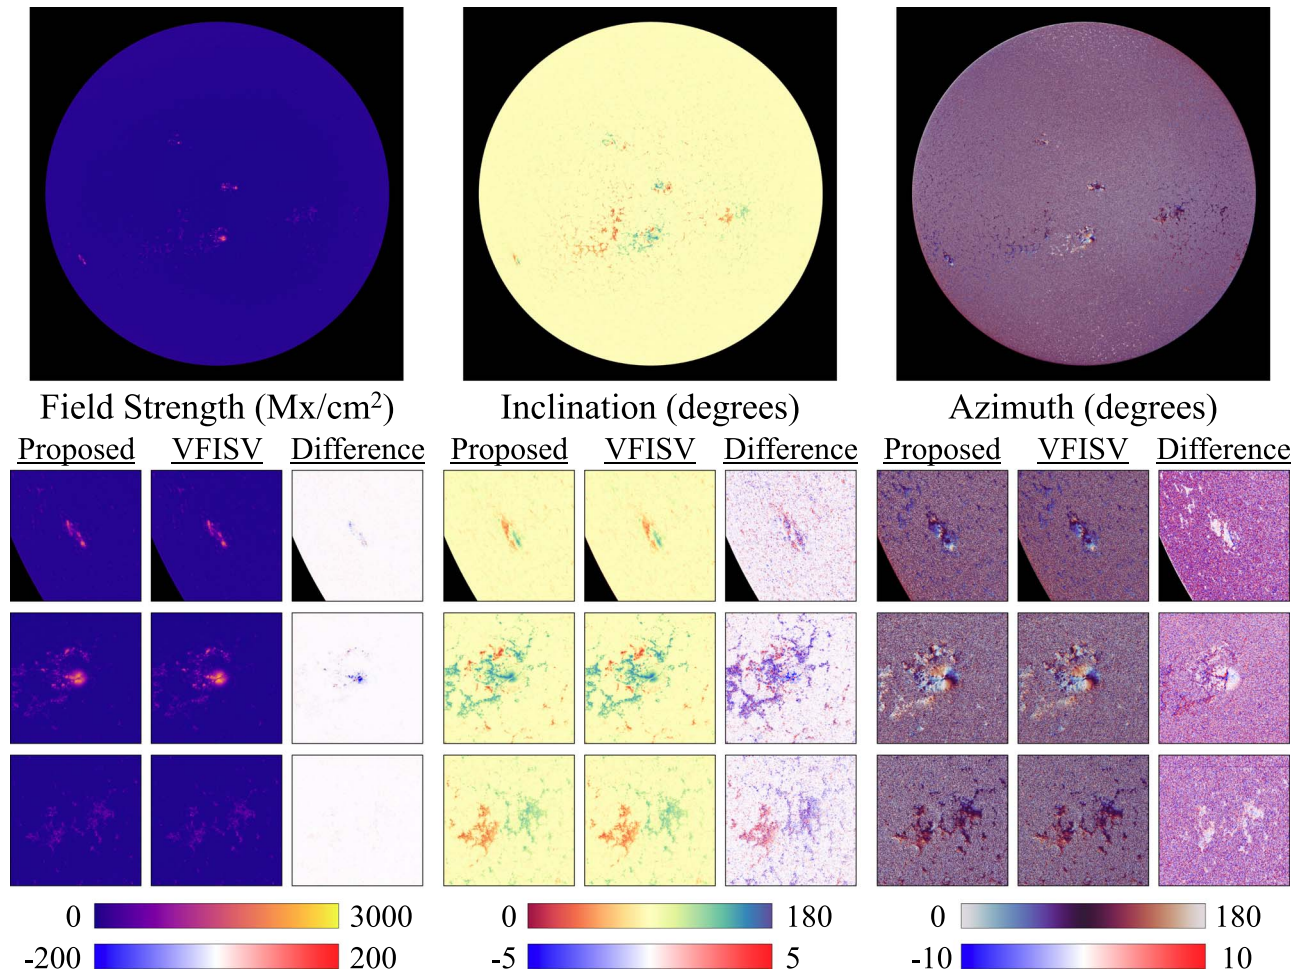 Field Strength (Mx/cm²) Inclination (degrees) Azimuth (degrees)
Proposed VFISV Difference Proposed VFISV Difference Proposed VFISV Difference
0 3000 0 180 0 180
-200 200 -5 5 -10 10